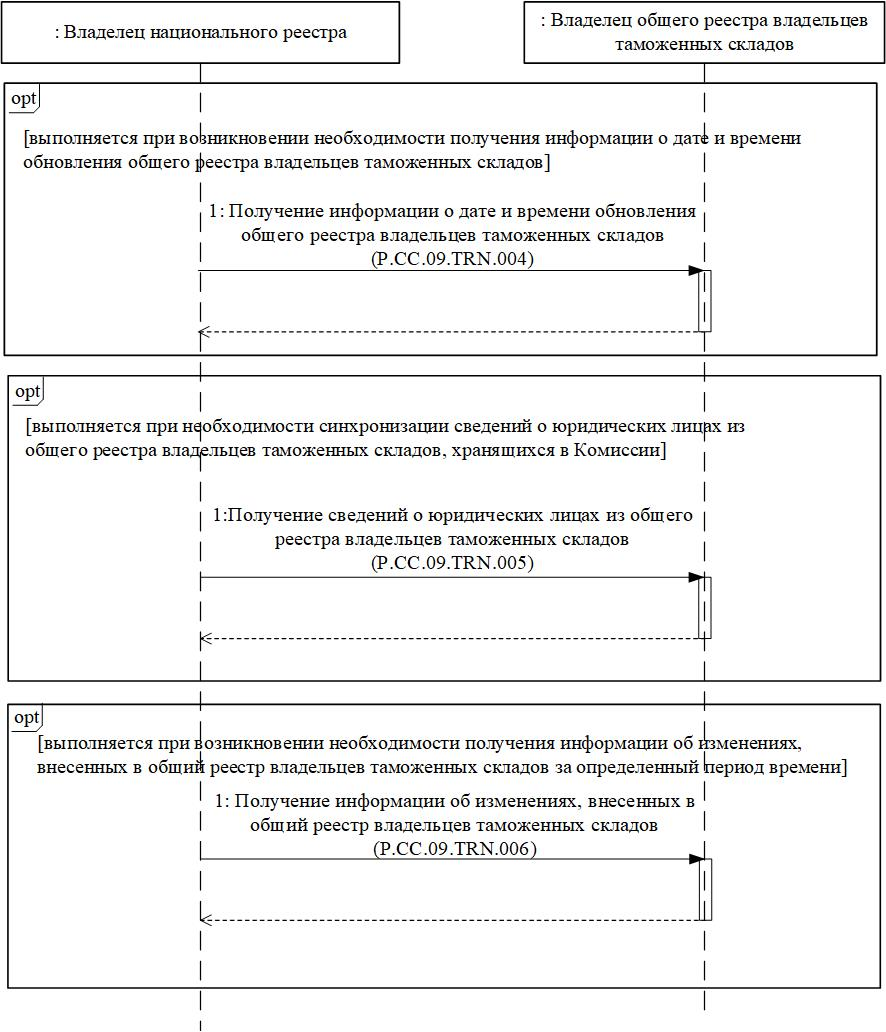 : Владелец национального реестра
: Владелец общего реестра владельцев
таможенных складов
opt
[выполняется при возникновении необходимости получения информации о дате и времени
обновления общего реестра владельцев таможенных складов]
1: Получение информации о дате и времени обновления
общего реестра владельцев таможенных складов
(P.CC.09.TRN.004)
opt
[выполняется при необходимости синхронизации сведений о юридических лицах из
общего реестра владельцев таможенных складов, хранящихся в Комиссии]
1:Получение сведений о юридических лицах из общего
реестра владельцев таможенных складов
(P.CC.09.TRN.005)
opt
[выполняется при возникновении необходимости получения информации об изменениях,
внесенных в общий реестр владельцев таможенных складов за определенный период времени]
1: Получение информации об изменениях, внесенных в
общий реестр владельцев таможенных складов
(P.CC.09.TRN.006)